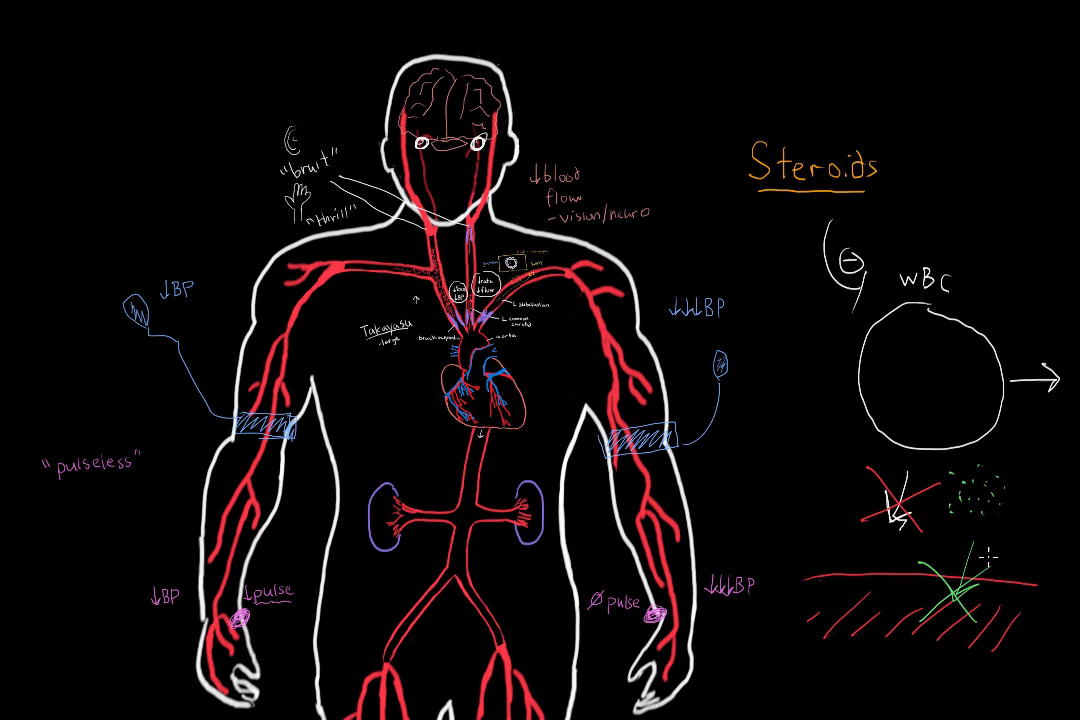 "bruit"
"thrill"
↓blood
flow
-vision/neuro
Steroids
WBC
↓BP
↓↓↓BP
Takayasu
-large
L subclavian
L common
carotid
aorta
"pulseless"
↓BP
↓pulse
∅ pulse
↓↓↓BP